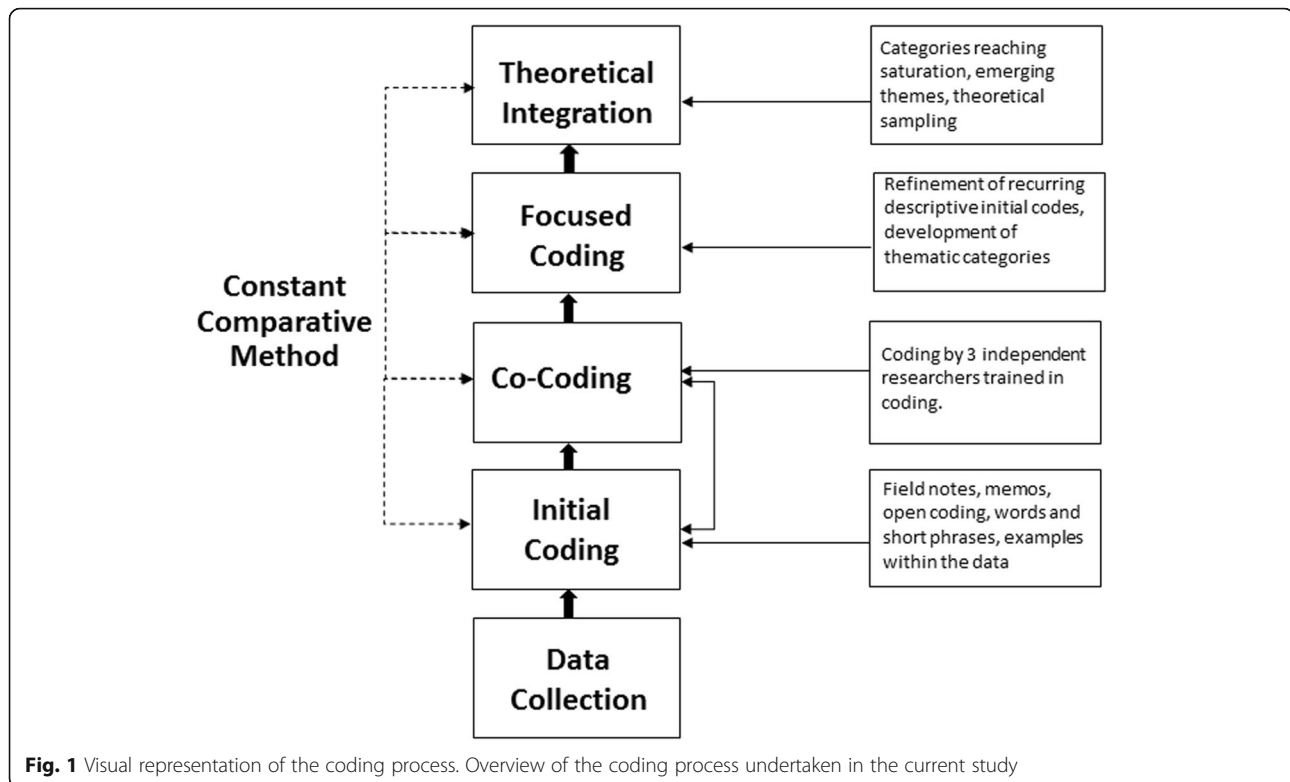 Theoretical
Integration
Categories reaching
saturation, emerging
themes, theoretical
sampling
Focused
Coding
Refinement of recurring
descriptive initial codes,
development of
thematic categories
Constant
Comparative
Method
Co-Coding
Coding by 3 independent
researchers trained in
coding.
Initial
Coding
Field notes, memos,
open coding, words and
short phrases, examples
within the data
Data
Collection
Fig. 1 Visual representation of the coding process. Overview of the coding process undertaken in the current study